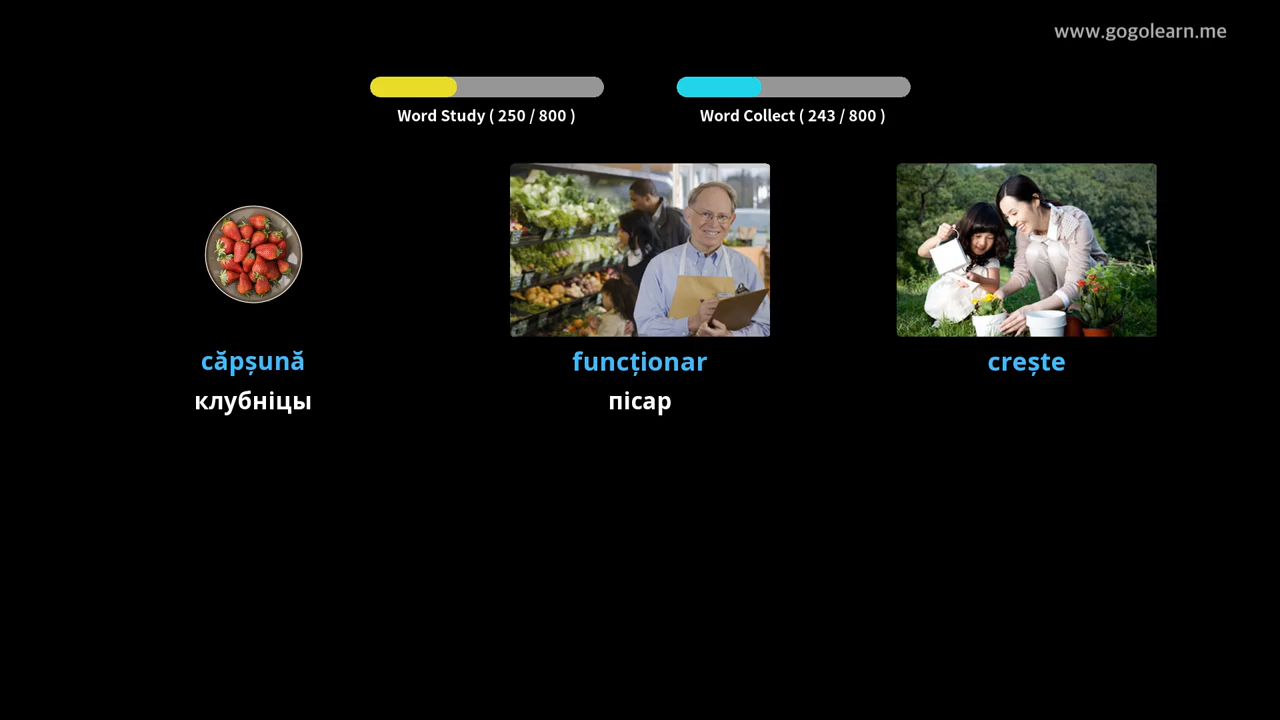 www.gogolearn.me
Word Study ( 250 / 800 )
Word Collect ( 243 / 800 )
căpșună
клубніцы
funcționar
пісар
crește